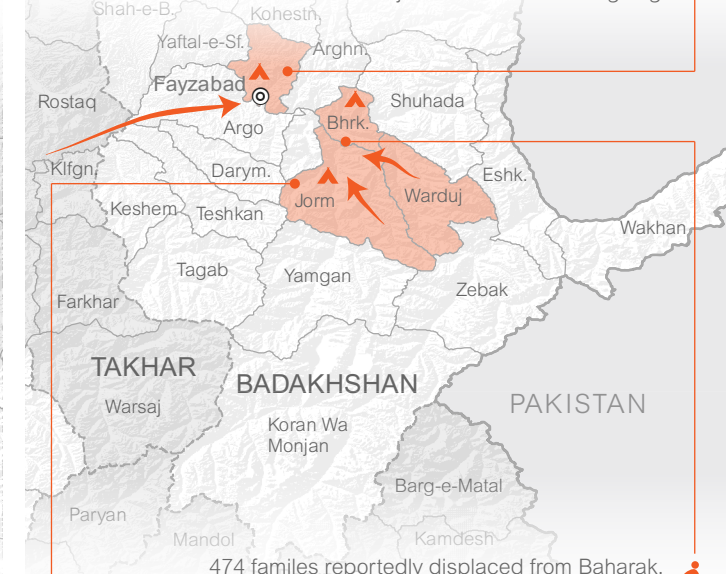 Shah-e-B.
Kohestn.
Yaftal-e-Sf.
Arghn.
Fayzabad
Rostaq
Shuhada
Bhrk.
Argo
Klfgn.
Darym.
Eshk.
Jorm
Warduj
Keshem
Teshkan
Wakhan
Tagab
Yamgan
Zebak
Farkhar
TAKHAR
BADAKHSHAN
Warsaj
PAKISTAN
Koran Wa
Monjan
Barg-e-Matal
Paryan
Mandol
Kamdesh
474 familes reportedly displaced from Baharak,